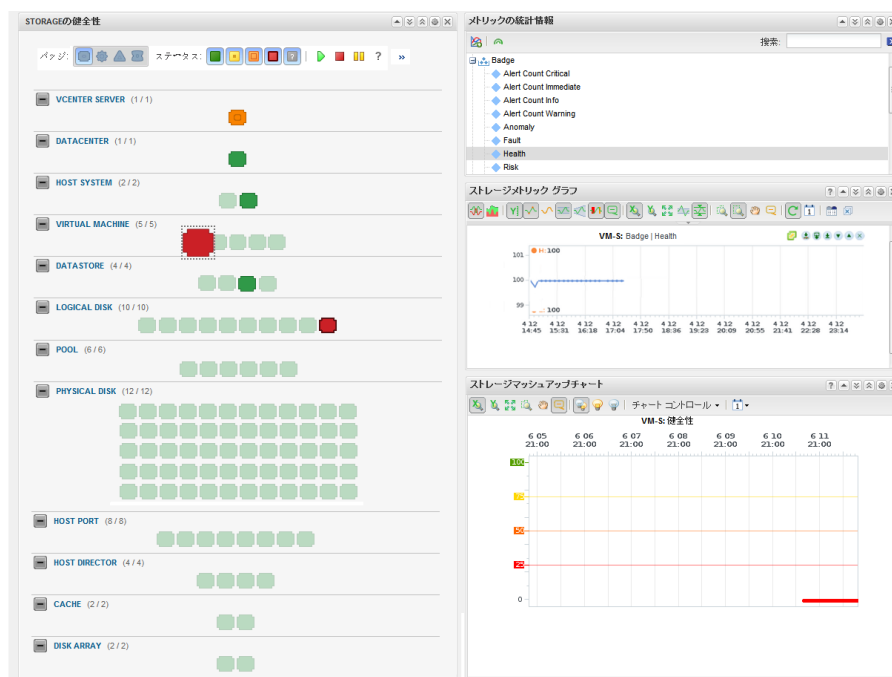 STORAGEの健全性
バッジ:
ステータス:
?
»
VCENTER SERVER (1 / 1)
DATACENTER (1 / 1)
HOST SYSTEM (2 / 2)
VIRTUAL MACHINE (5 / 5)
DATASTORE (4 / 4)
LOGICAL DISK (10 / 10)
POOL (6 / 6)
PHYSICAL DISK (12 / 12)
HOST PORT (8 / 8)
HOST DIRECTOR (4 / 4)
CACHE (2 / 2)
DISK ARRAY (2 / 2)
メトリックの統計情報
検索:
Badge
Alert Count Critical
Alert Count Immediate
Alert Count Info
Alert Count Warning
Anomaly
Fault
Health
Risk
ストレージメトリック グラフ
VM-S: Badge | Health
H:100
101
100
99
100
4 12 4 12 4 12 4 12 4 12 4 12 4 12 4 12 4 12 4 12 4 12 4 12
14:45 15:31 16:18 17:04 17:50 18:36 19:23 20:09 20:55 21:41 22:28 23:14
ストレージマッシュアップチャート
チャート コントロール
VM-S: 健全性
6 05 6 06 6 07 6 08 6 09 6 10 6 11
21:00 21:00 21:00 21:00 21:00 21:00 21:00
100
75
50
25
0